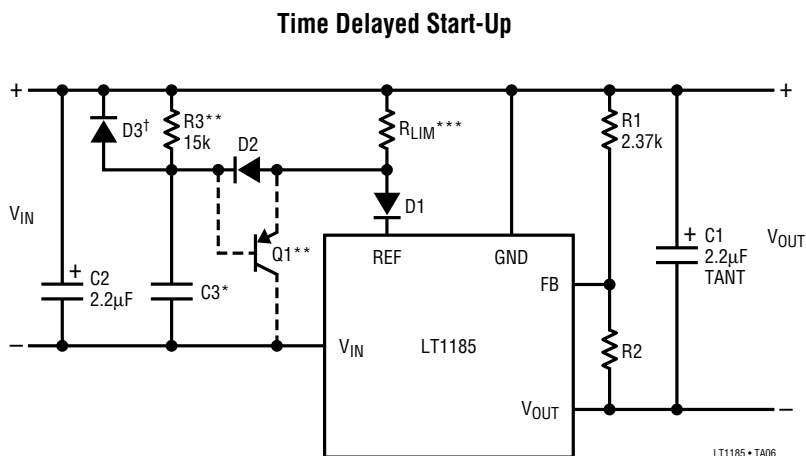 Time Delayed Start-Up
+
+
D3†
R3**
15k
D2
RLIM***
R1
2.37k
D1
VIN
Q1**
REF
GND
+
C1
2.2µF
TANT
VOUT
+
C2
2.2µF
C3*
FB
–
VIN
LT1185
R2
VOUT
–
LT1185 • TA06